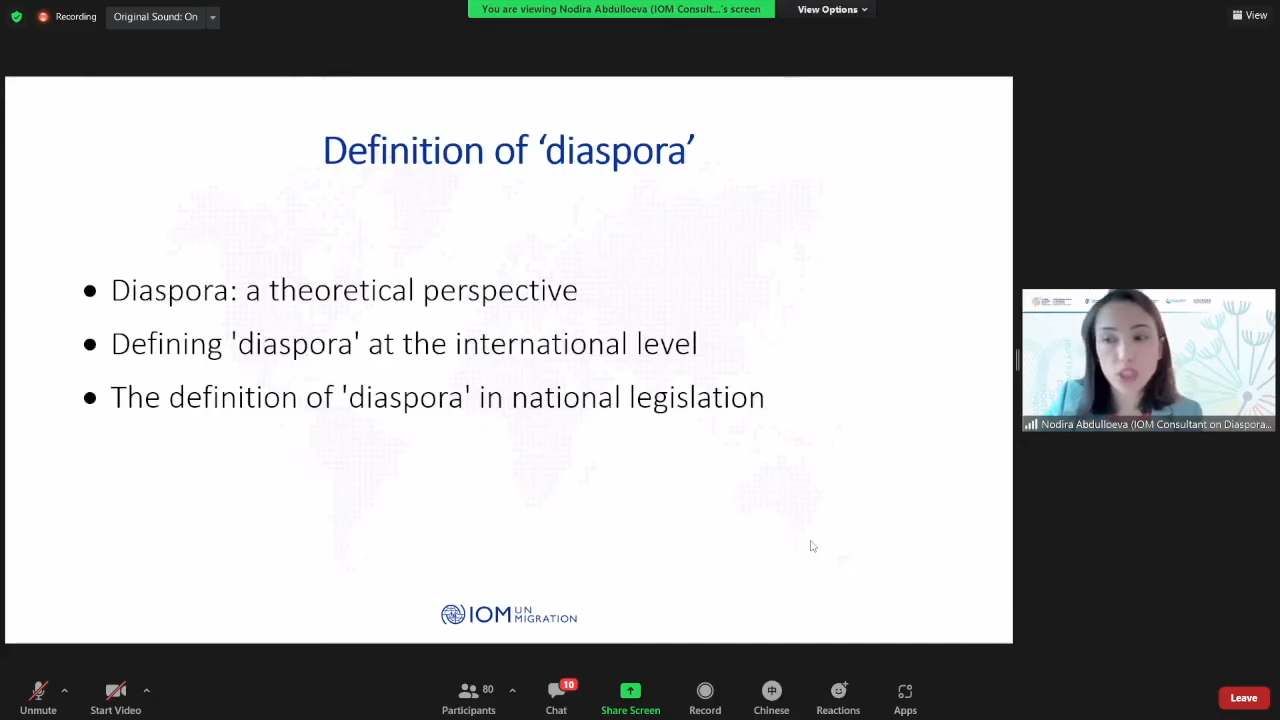 Recording
Original Sound: On
You are viewing Nodira Abdulloeva (IOM Consult...'s screen
View Options
View
Definition of ‘diaspora’
• Diaspora: a theoretical perspective
• Defining 'diaspora' at the international level
• The definition of 'diaspora' in national legislation
Nodira Abdulloeva (IOM Consultant on Diaspora...
IOM UN MIGRATION
Unmute
Start Video
80
Participants
10
Chat
Share Screen
Record
中
Chinese
Reactions
Apps
Leave